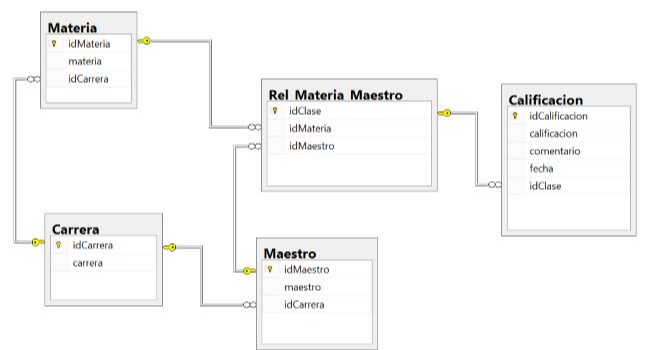 Materia
idMateria
materia
idCarrera
Rel_Materia_Maestro
idClase
idMateria
idMaestro
Calificacion
idCalificacion
calificacion
comentario
fecha
idClase
Carrera
idCarrera
carrera
Maestro
idMaestro
maestro
idCarrera